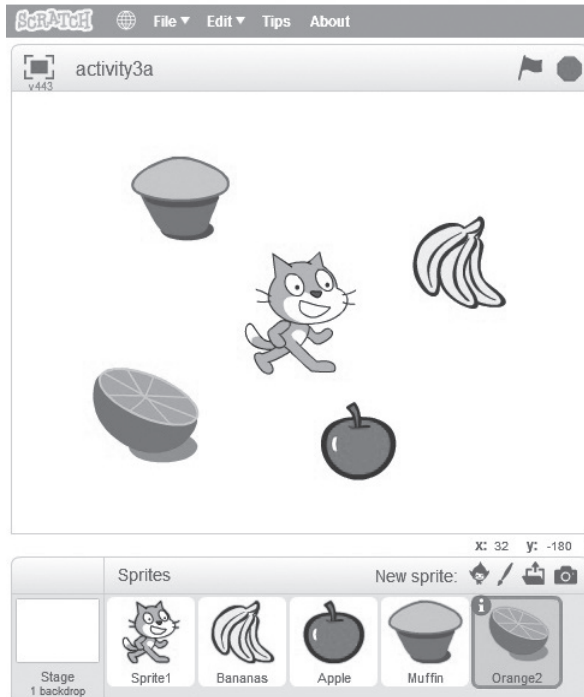 SCRATCH File Edit Tips About
v443 activity3a
X: 32 y: -180
Sprites New sprite:
Stage
1 backdrop
Sprite1 Bananas Apple Muffin Orange2